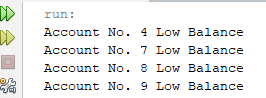 run:
Account No. 4 Low Balance
Account No. 7 Low Balance
Account No. 8 Low Balance
Account No. 9 Low Balance